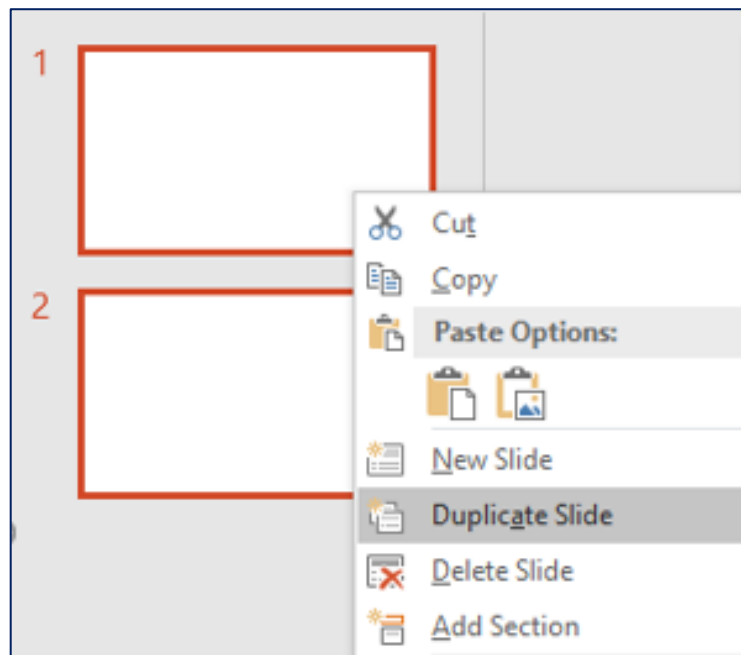 1
2
Cut
Copy
Paste Options:
New Slide
Duplicate Slide
Delete Slide
Add Section